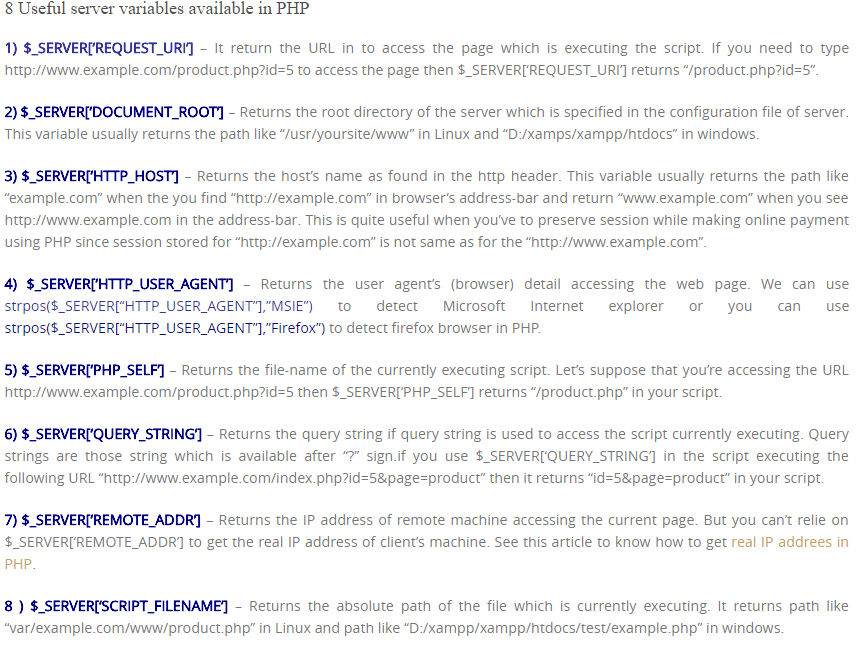 8 Useful server variables available in PHP
1) $_SERVER['REQUEST_URI'] – It return the URL in to access the page which is executing the script. If you need to type
http://www.example.com/product.php?id=5 to access the page then $_SERVER['REQUEST_URI'] returns “/product.php?id=5”.
2) $_SERVER['DOCUMENT_ROOT'] – Returns the root directory of the server which is specified in the configuration file of server.
This variable usually returns the path like “/usr/yoursite/www” in Linux and “D:/xamps/xampp/htdocs” in windows.
3) $_SERVER['HTTP_HOST'] – Returns the host’s name as found in the http header. This variable usually returns the path like
“example.com” when the you find “http://example.com” in browser’s address-bar and return “www.example.com” when you see
http://www.example.com in the address-bar. This is quite useful when you’ve to preserve session while making online payment
using PHP since session stored for “http://example.com” is not same as for the “http://www.example.com”.
4) $_SERVER['HTTP_USER_AGENT'] – Returns the user agent’s (browser) detail accessing the web page. We can use
strpos($_SERVER[“HTTP_USER_AGENT”],”MSIE”) to detect Microsoft Internet explorer or you can use
strpos($_SERVER[“HTTP_USER_AGENT”],”Firefox”) to detect firefox browser in PHP.
5) $_SERVER['PHP_SELF'] – Returns the file-name of the currently executing script. Let’s suppose that you’re accessing the URL
http://www.example.com/product.php?id=5 then $_SERVER['PHP_SELF'] returns “/product.php” in your script.
6) $_SERVER['QUERY_STRING'] – Returns the query string if query string is used to access the script currently executing. Query
strings are those string which is available after “?” sign.if you use $_SERVER['QUERY_STRING'] in the script executing the
following URL “http://www.example.com/index.php?id=5&page=product” then it returns “id=5&page=product” in your script.
7) $_SERVER['REMOTE_ADDR'] – Returns the IP address of remote machine accessing the current page. But you can’t relie on
$_SERVER['REMOTE_ADDR'] to get the real IP address of client’s machine. See this article to know how to get real IP addrees in
PHP.
8 ) $_SERVER['SCRIPT_FILENAME'] – Returns the absolute path of the file which is currently executing. It returns path like
“var/example.com/www/product.php” in Linux and path like “D:/xampp/xampp/htdocs/test/example.php” in windows.